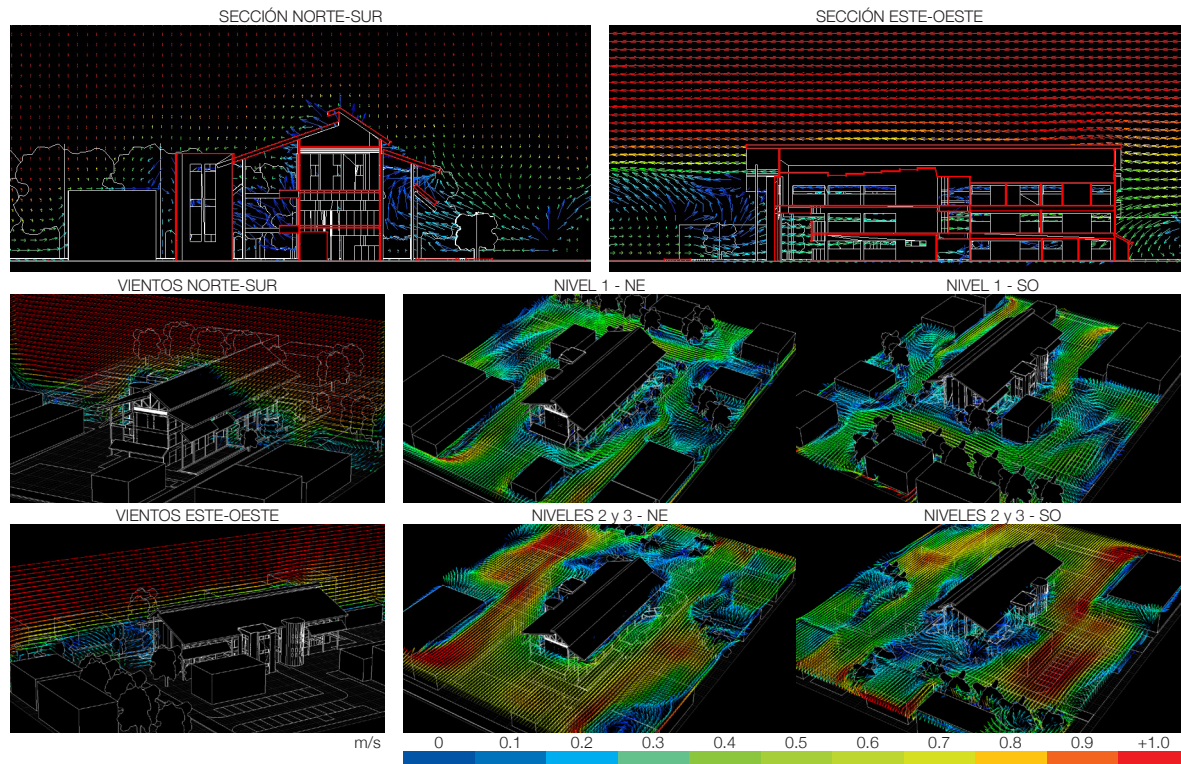 SECCIÓN NORTE-SUR
SECCIÓN ESTE-OESTE
VIENTOS NORTE-SUR
NIVEL 1 - NE
NIVEL 1 - SO
VIENTOS ESTE-OESTE
NIVELES 2 y 3 - NE
NIVELES 2 y 3 - SO
m/s 0 0.1 0.2 0.3 0.4 0.5 0.6 0.7 0.8 0.9 +1.0